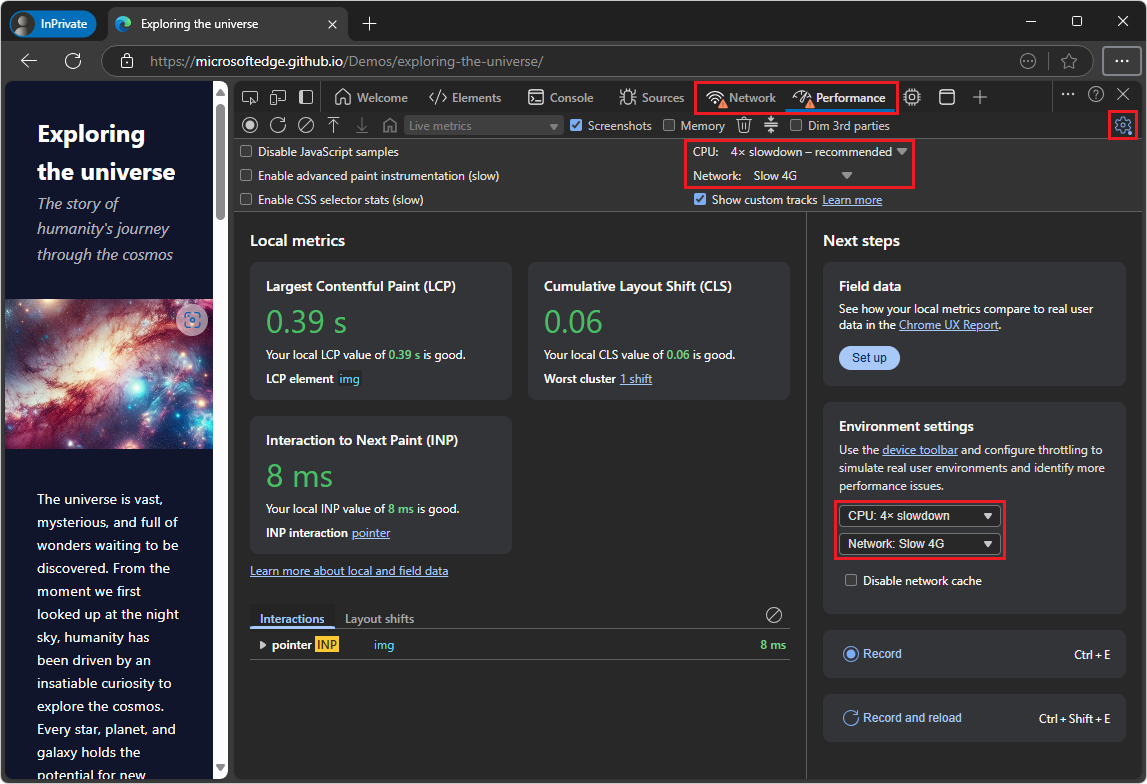 InPrivate
Exploring the universe
https://microsoftedge.github.io/Demos/exploring-the-universe/
Welcome
Elements
Console
Sources
Network
Performance
Live metrics
Screenshots
Memory
Dim 3rd parties
Disable JavaScript samples
Enable advanced paint instrumentation (slow)
Enable CSS selector stats (slow)
CPU: 4× slowdown – recommended
Network: Slow 4G
Show custom tracks Learn more
Exploring
the universe
The story of
humanity's journey
through the cosmos
The universe is vast,
mysterious, and full of
wonders waiting to be
discovered. From the
moment we first
looked up at the night
sky, humanity has
been driven by an
insatiable curiosity to
explore the cosmos.
Every star, planet, and
galaxy holds the
potential for new
Local metrics
Largest Contentful Paint (LCP)
0.39 s
Your local LCP value of 0.39 s is good.
LCP element img
Cumulative Layout Shift (CLS)
0.06
Your local CLS value of 0.06 is good.
Worst cluster 1 shift
Interaction to Next Paint (INP)
8 ms
Your local INP value of 8 ms is good.
INP interaction pointer
Learn more about local and field data
Interactions
Layout shifts
pointer INP img 8 ms
Next steps
Field data
See how your local metrics compare to real user
data in the Chrome UX Report.
Set up
Environment settings
Use the device toolbar and configure throttling to
simulate real user environments and identify more
performance issues.
CPU: 4× slowdown
Network: Slow 4G
Disable network cache
Record Ctrl + E
Record and reload Ctrl + Shift + E